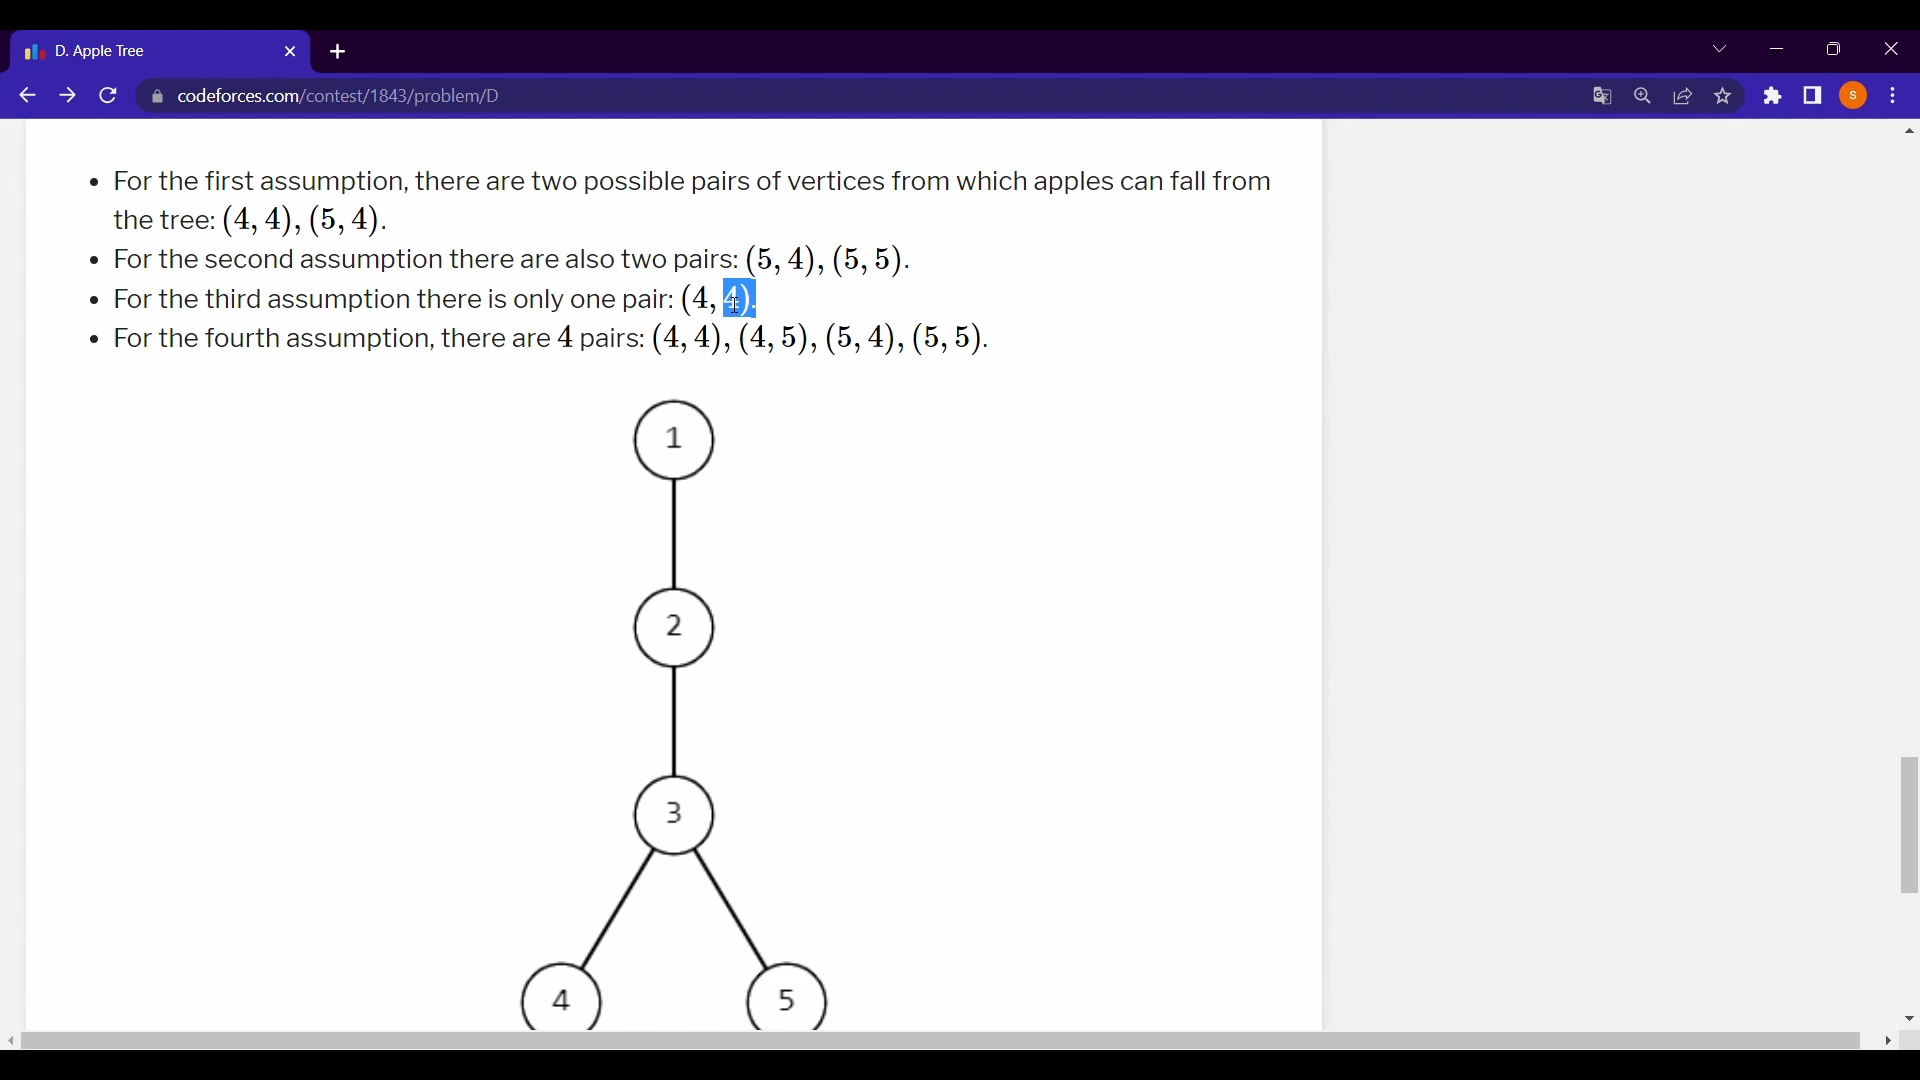 D. Apple Tree
codeforces.com/contest/1843/problem/D
S
• For the first assumption, there are two possible pairs of vertices from which apples can fall from
the tree: (4, 4), (5, 4).
• For the second assumption there are also two pairs: (5, 4), (5, 5).
• For the third assumption there is only one pair: (4, 4).
• For the fourth assumption, there are 4 pairs: (4, 4), (4, 5), (5, 4), (5, 5).
1
2
3
4 5